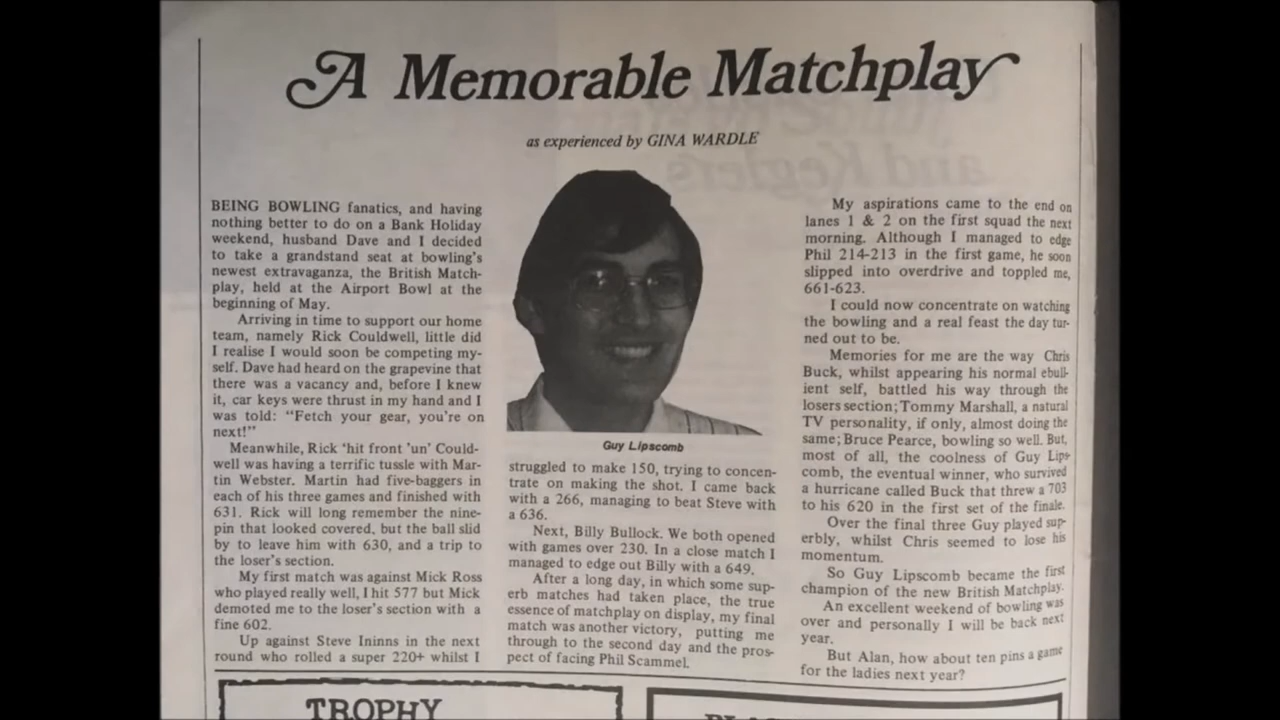 A Memorable Matchplay
as experienced by GINA WARDLE
BEING BOWLING fanatics, and having
nothing better to do on a Bank Holiday
weekend, husband Dave and I decided
to take a grandstand seat at bowling's
newest extravaganza, the British Match-
play, held at the Airport Bowl at the
beginning of May.
Arriving in time to support our home
team, namely Rick Couldwell, little did
I realise I would soon be competing my-
self. Dave had heard on the grapevine that
there was a vacancy and, before I knew
it, car keys were thrust in my hand and I
was told: "Fetch your gear, you're on
next!"
Meanwhile, Rick 'hit front 'un' Could-
well was having a terrific tussle with Mar-
tin Webster. Martin had five-baggers in
each of his three games and finished with
631. Rick will long remember the nine-
pin that looked covered, but the ball slid
by to leave him with 630, and a trip to
the loser's section.
My first match was against Mick Ross
who played really well, I hit 577 but Mick
demoted me to the loser's section with a
fine 602.
Up against Steve Ininns in the next
round who rolled a super 220+ whilst I
Guy Lipscomb
struggled to make 150, trying to concen-
trate on making the shot. I came back
with a 266, managing to beat Steve with
a 636.
Next, Billy Bullock. We both opened
with games over 230. In a close match I
managed to edge out Billy with a 649.
After a long day, in which some sup-
erb matches had taken place, the true
essence of matchplay on display, my final
match was another victory, putting me
through to the second day and the pros-
pect of facing Phil Scammel.
My aspirations came to the end on
lanes 1 & 2 on the first squad the next
morning. Although I managed to edge
Phil 214-213 in the first game, he soon
slipped into overdrive and toppled me,
661-623.
I could now concentrate on watching
the bowling and a real feast the day tur-
ned out to be.
Memories for me are the way Chris
Buck, whilst appearing his normal ebull-
ient self, battled his way through the
losers section; Tommy Marshall, a natural
TV personality, if only, almost doing the
same; Bruce Pearce, bowling so well. But,
most of all, the coolness of Guy Lips-
comb, the eventual winner, who survived
a hurricane called Buck that threw a 703
to his 620 in the first set of the finale.
Over the final three Guy played sup-
erbly, whilst Chris seemed to lose his
momentum.
So Guy Lipscomb became the first
champion of the new British Matchplay.
An excellent weekend of bowling was
over and personally I will be back next
year.
But Alan, how about ten pins a game
for the ladies next year?
TROPHY